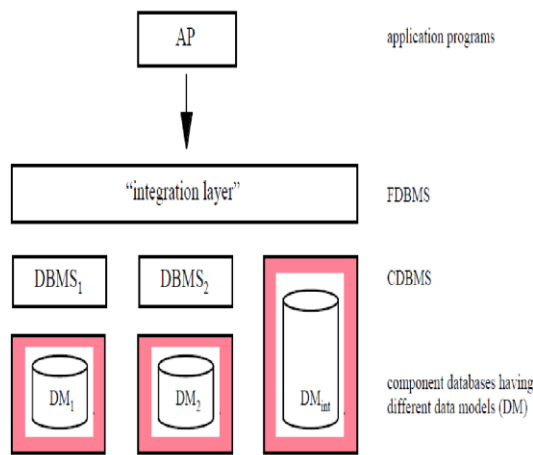 AP
application programs
“integration layer”
FDBMS
DBMS₁
DBMS₂
CDBMS
DM₁
DM₂
DMint
component databases having
different data models (DM)